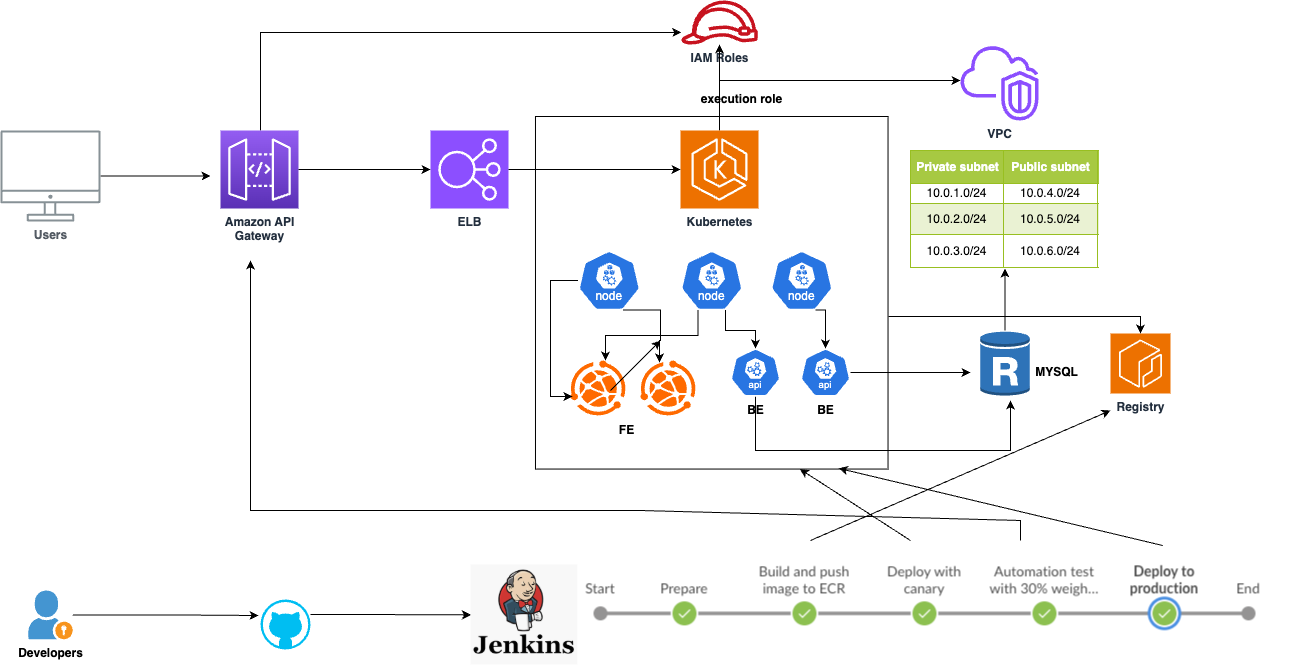 IAM Roles
execution role
VPC
Private subnet Public subnet
10.0.1.0/24 10.0.4.0/24
10.0.2.0/24 10.0.5.0/24
10.0.3.0/24 10.0.6.0/24
Users
</>
Amazon API
Gateway
ELB
K
Kubernetes
node
node
node
api
api
BE
BE
FE
R
MYSQL
Registry
Developers
Jenkins
Start
Prepare
Build and push
image to ECR
Deploy with
canary
Automation test
with 30% weigh...
Deploy to
production
End